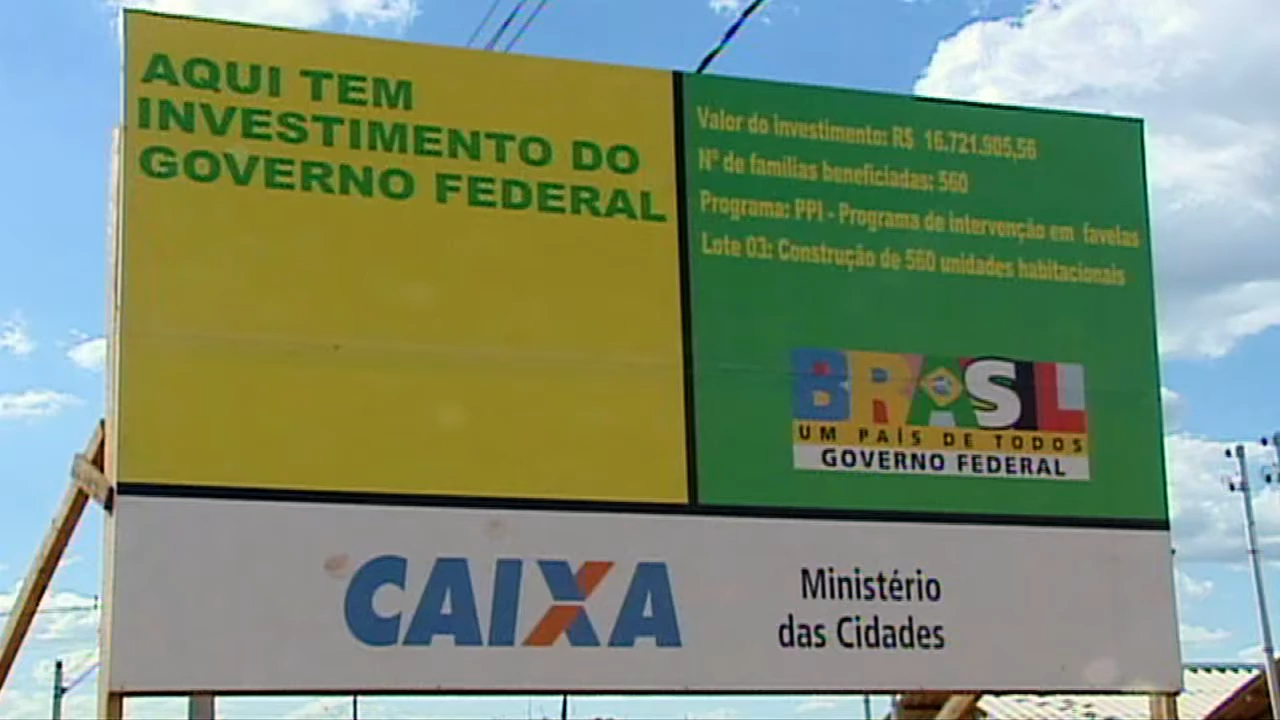 AQUI TEM
INVESTIMENTO DO
GOVERNO FEDERAL
Valor do investimento: R$ 16.721.905,56
Nº de famílias beneficiadas: 560
Programa: PPI - Programa de intervenção em favelas
Lote 03: Construção de 560 unidades habitacionais
BRASIL
UM PAÍS DE TODOS
GOVERNO FEDERAL
CAIXA
Ministério
das Cidades